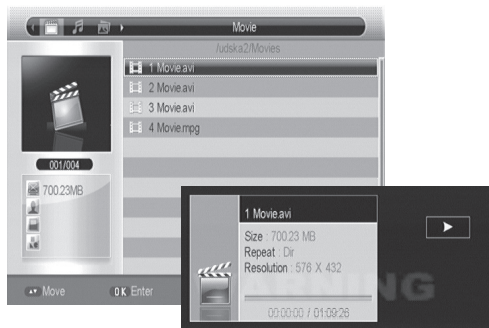 Movie
/udska2/Movies
1 Movie.avi
2 Movie.avi
3 Movie.avi
4 Movie.mpg
001/004
700.23MB
Move OK Enter
1 Movie.avi
Size : 700.23 MB
Repeat : Dir
Resolution : 576 X 432
ARNING
00:00:00 / 01:09:26